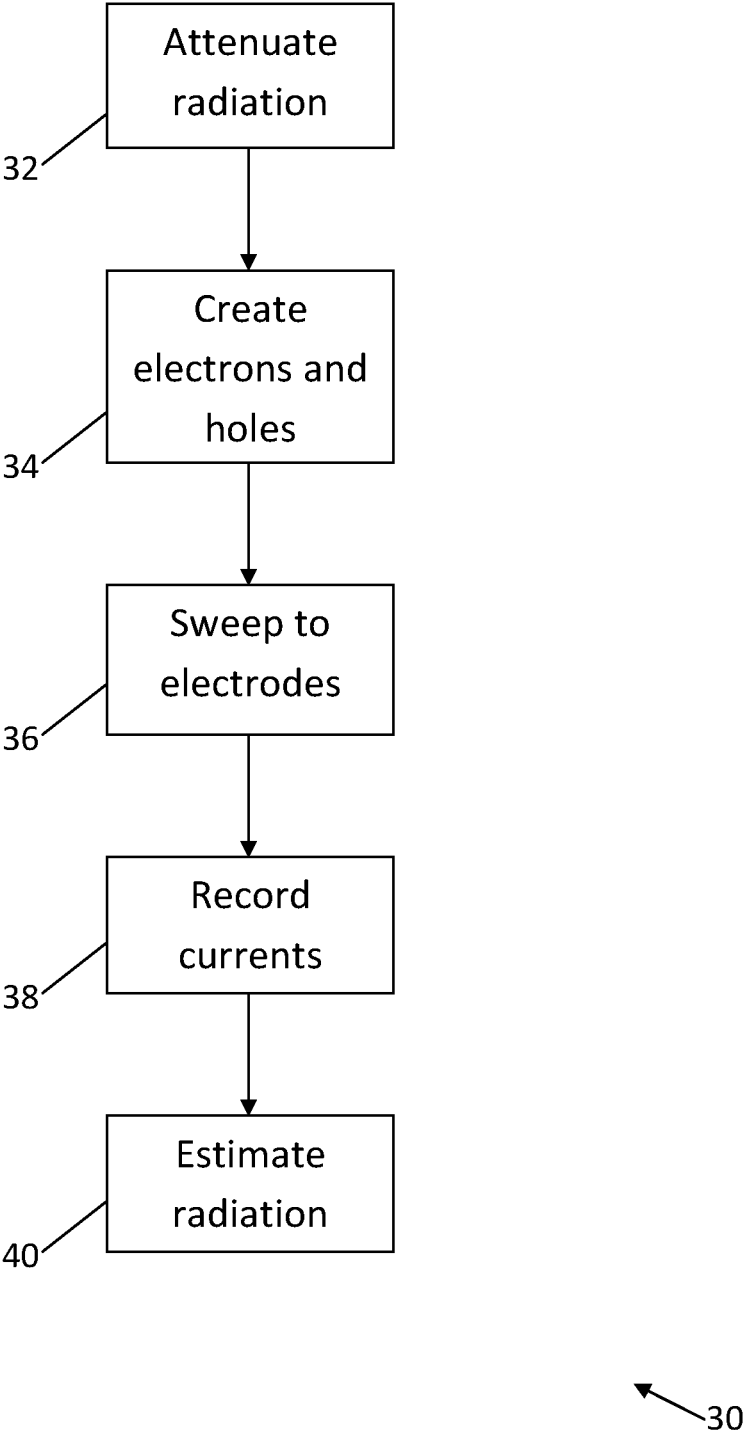 Attenuate
radiation
32
Create
electrons and
holes
34
Sweep to
electrodes
36
Record
currents
38
Estimate
radiation
40
30